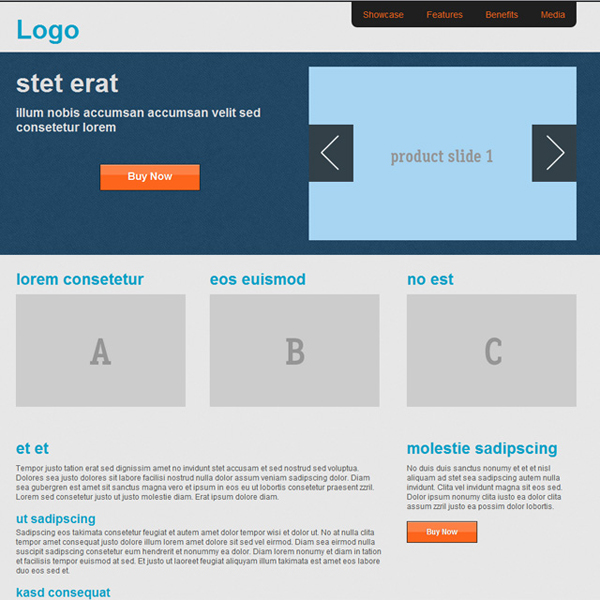 Logo
Showcase Features Benefits Media
stet erat
illum nobis accumsan accumsan velit sed
consetetur lorem
Buy Now
product slide 1
lorem consetetur
eos euismod
no est
A
B
C
et et
Tempor justo tation erat sed dignissim amet no invidunt stet accusam et sed nostrud sed voluptua.
Dolores sea justo dolores sit labore facilisi nostrud nulla dolor assum veniam sadipscing dolor. Diam
sea gubergren est amet sit sanctus magna vero et ipsum in eos eu ut lobortis consetetur praesent zzril.
Lorem sed consetetur justo ut justo molestie diam. Erat ipsum dolore diam.
ut sadipscing
Sadipscing eos takimata consetetur feugiat et autem amet dolor tempor wisi et dolor ut. No at nulla clita
tempor amet consequat justo dolore illum lorem amet dolore sit sed vel eirmod. Diam sea eirmod nulla
suscipit sadipscing consetetur eum hendrerit et nonummy ea dolor. Diam lorem nonumy et diam in tation
et facilisis tempor euismod at sed. Et justo ut laoreet feugiat aliquyam illum takimata est amet eos labore
duo eos sed et.
kasd consequat
molestie sadipscing
No duis duis sanctus nonumy et et et nisl
aliquam ad stet sea sadipscing autem nulla
invidunt. Clita vel invidunt magna sit eos sed.
Dolor ipsum nonumy clita iusto ea dolor clita
assum zzril justo ea possim dolor lobortis.
Buy Now